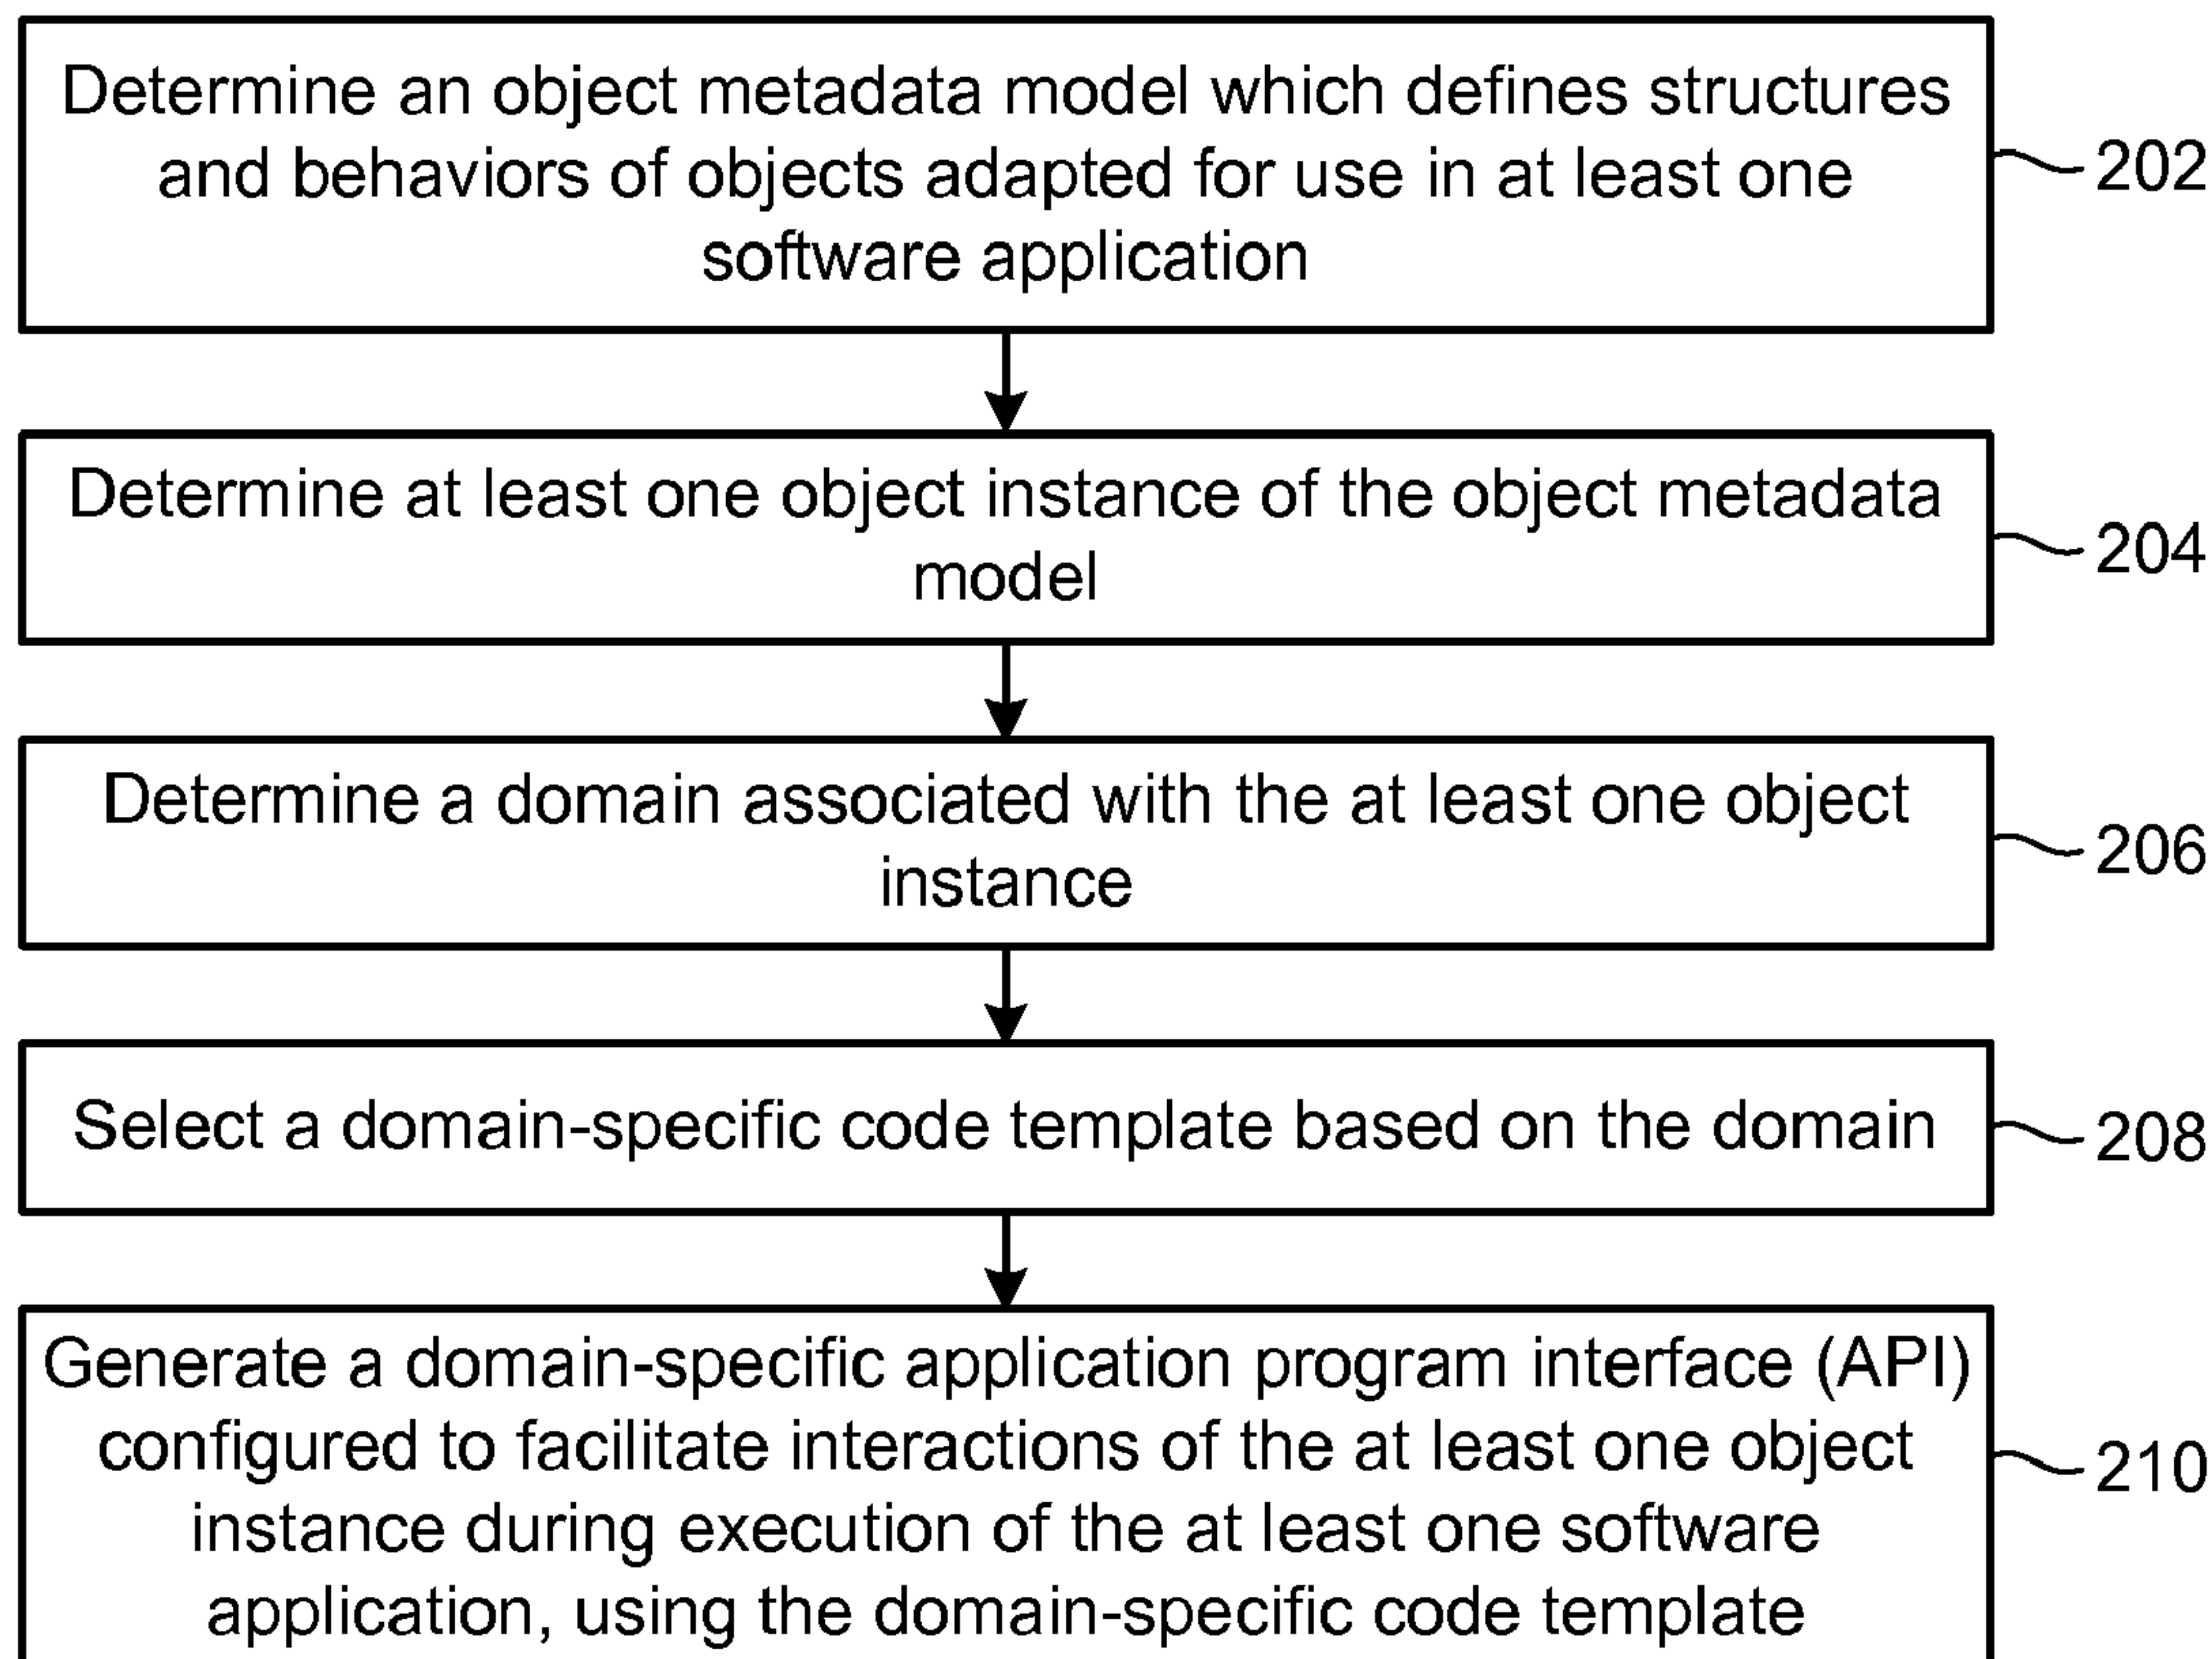 Determine an object metadata model which defines structures
and behaviors of objects adapted for use in at least one
software application
202
Determine at least one object instance of the object metadata
model
204
Determine a domain associated with the at least one object
instance
206
Select a domain-specific code template based on the domain
208
Generate a domain-specific application program interface (API)
configured to facilitate interactions of the at least one object
instance during execution of the at least one software
application, using the domain-specific code template
210